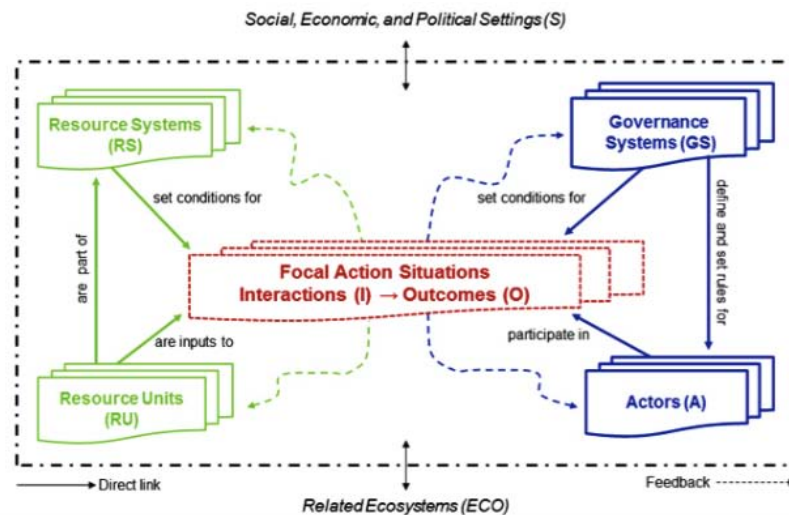 Social, Economic, and Political Settings (S)
Resource Systems
(RS)
Governance
Systems (GS)
set conditions for
set conditions for
are part of
define and set rules for
Focal Action Situations
Interactions (I) → Outcomes (O)
are inputs to
participate in
Resource Units
(RU)
Actors (A)
Direct link
Feedback
Related Ecosystems (ECO)